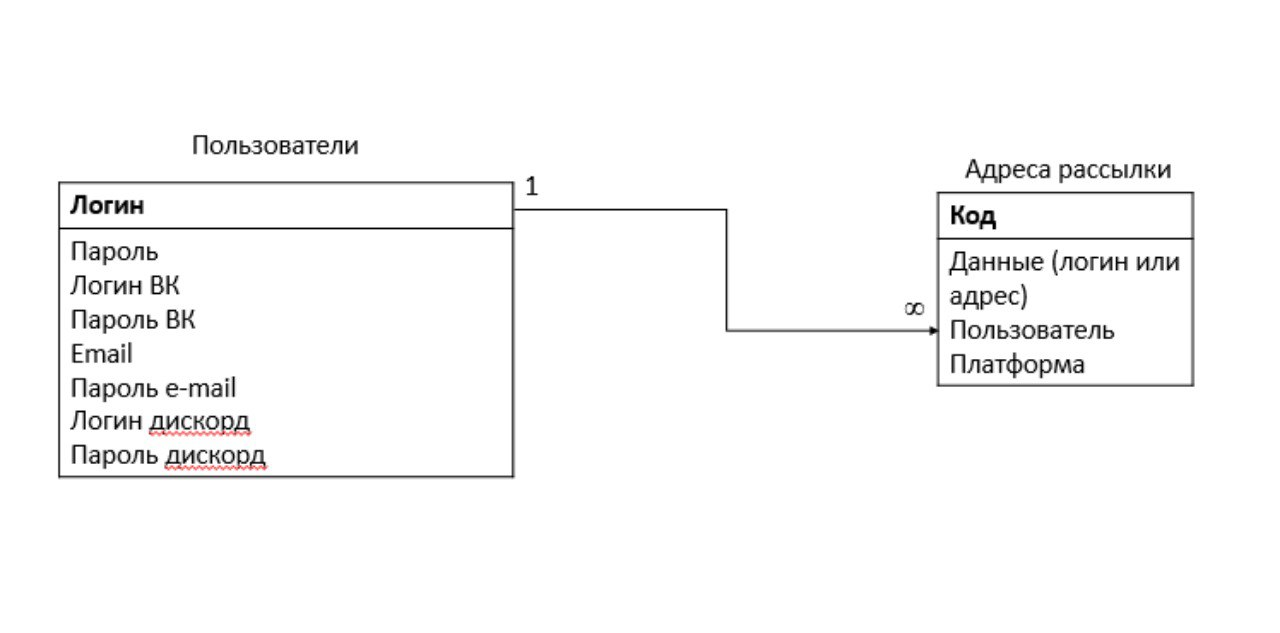 Пользователи
Логин
Пароль
Логин ВК
Пароль ВК
Email
Пароль e-mail
Логин дискорд
Пароль дискорд
1
∞
Адреса рассылки
Код
Данные (логин или
адрес)
Пользователь
Платформа